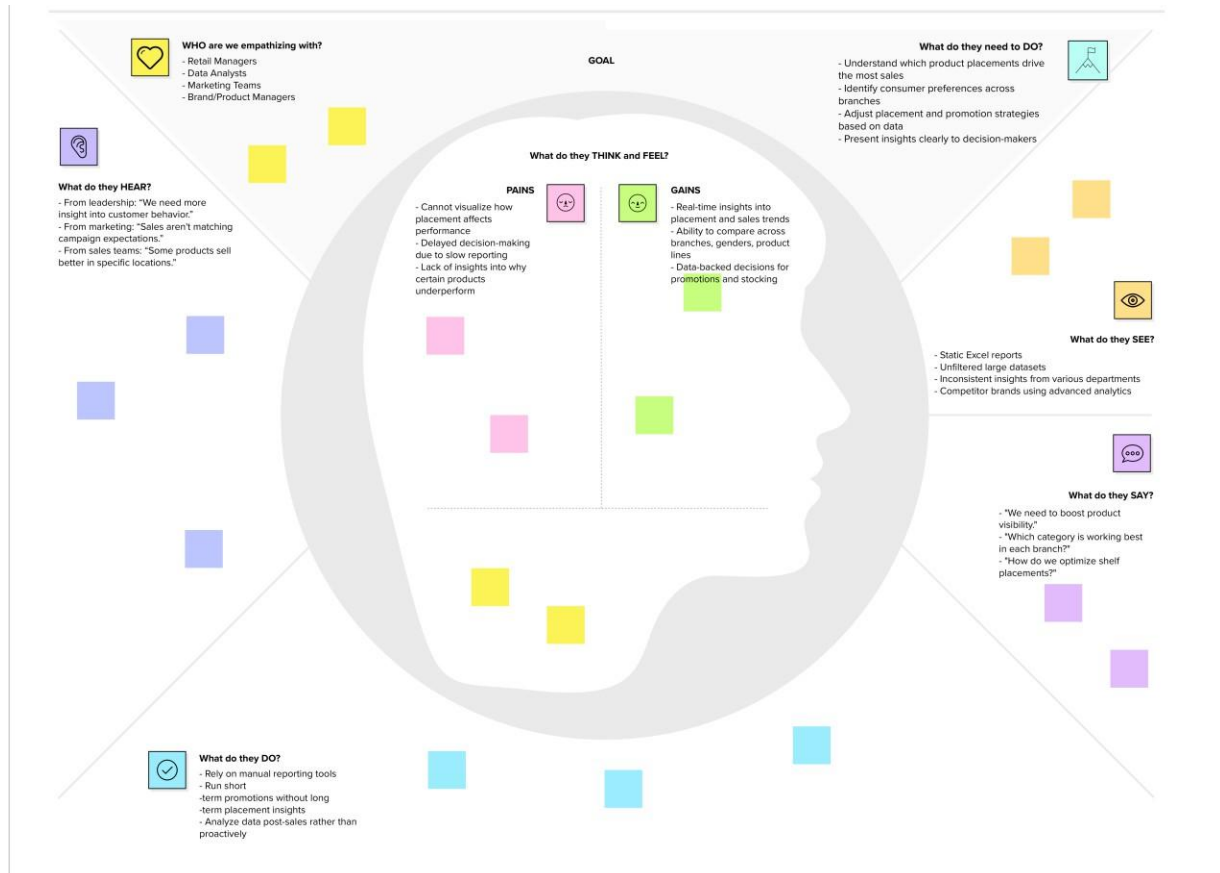 WHO are we empathizing with?
- Retail Managers
- Data Analysts
- Marketing Teams
- Brand/Product Managers
GOAL
What do they need to DO?
- Understand which product placements drive
the most sales
- Identify consumer preferences across
branches
- Adjust placement and promotion strategies
based on data
- Present insights clearly to decision-makers
What do they HEAR?
- From leadership: “We need more
insight into customer behavior.”
- From marketing: “Sales aren't matching
campaign expectations.”
- From sales teams: “Some products sell
better in specific locations.”
What do they THINK and FEEL?
PAINS
- Cannot visualize how
placement affects
performance
- Delayed decision-making
due to slow reporting
- Lack of insights into why
certain products
underperform
GAINS
- Real-time insights into
placement and sales trends
- Ability to compare across
branches, genders, product
lines
- Data-backed decisions for
promotions and stocking
What do they SEE?
- Static Excel reports
- Unfiltered large datasets
- Inconsistent insights from various departments
- Competitor brands using advanced analytics
What do they SAY?
- "We need to boost product
visibility."
- "Which category is working best
in each branch?"
- "How do we optimize shelf
placements?"
What do they DO?
- Rely on manual reporting tools
- Run short
-term promotions without long
-term placement insights
- Analyze data post-sales rather than
proactively